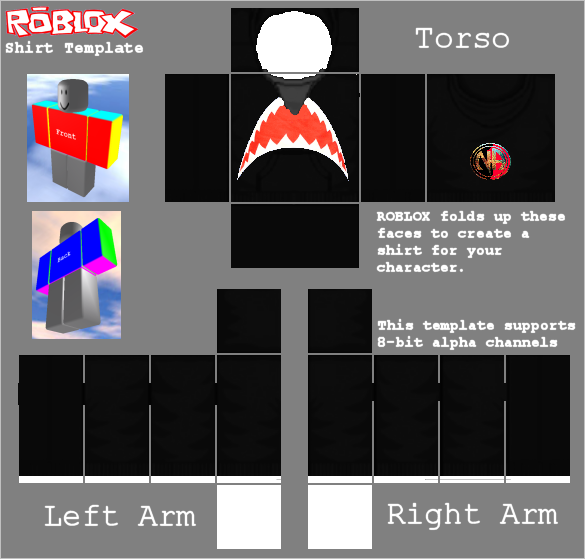 ROBLOX
Shirt Template
Torso
Front
Back
ROBLOX folds up these
faces to create a
shirt for your
character.
This template supports
8-bit alpha channels
Left Arm
Right Arm